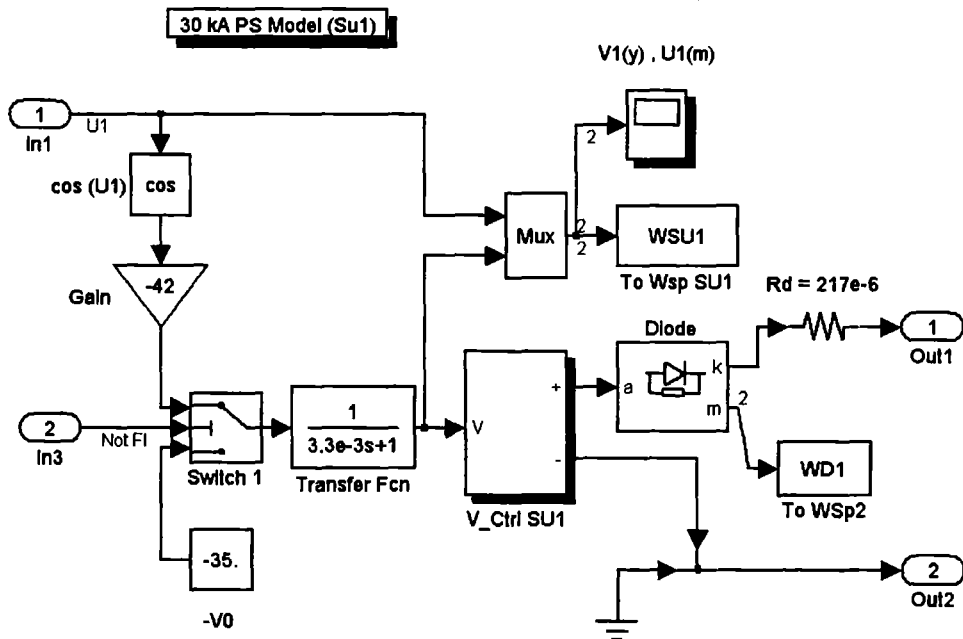 30 kA PS Model (Su1)
V1(y) , U1(m)
1
In1
U1
cos (U1)
cos
Gain
-42
2
In3
Not FI
Switch 1
1
3.3e-3s+1
Transfer Fcn
-35.
-V0
Mux
2
2
2
WSU1
To Wsp SU1
V
+
-
V_Ctrl SU1
Diode
a
k
m
2
Rd = 217e-6
1
Out1
WD1
To WSp2
2
Out2